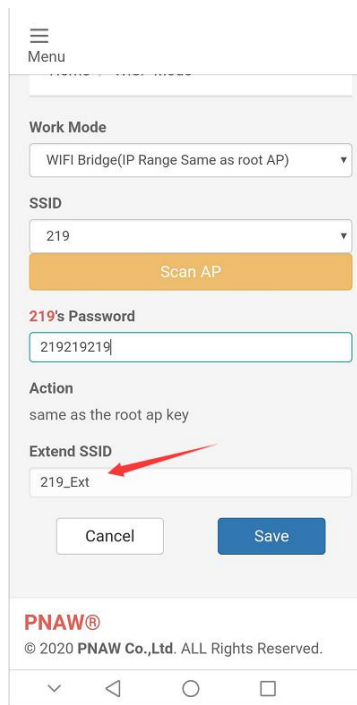 Menu
Work Mode
WIFI Bridge(IP Range Same as root AP)
SSID
219
Scan AP
219's Password
219219219
Action
same as the root ap key
Extend SSID
219_Ext
Cancel Save
PNAW®
© 2020 PNAW Co.,Ltd. ALL Rights Reserved.